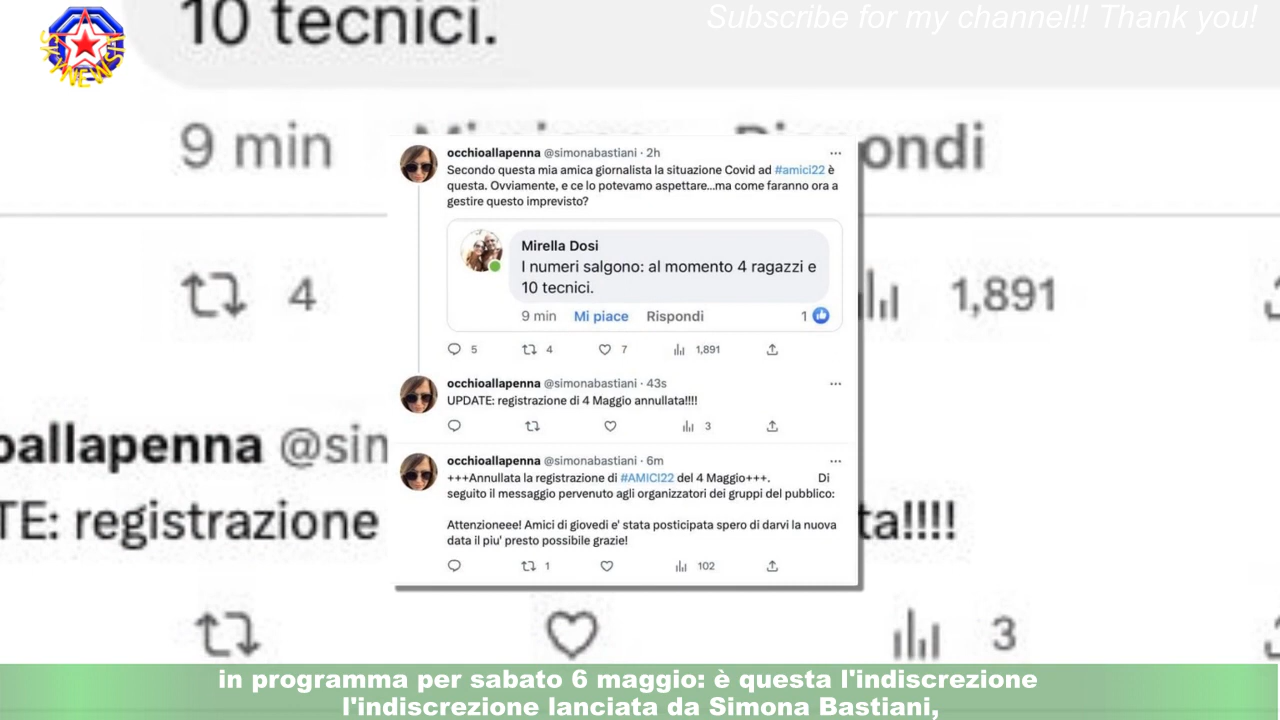 10 tecnici.
Subscribe for my channel!! Thank you!
SKYNEWSIA
9 min
ondi
4
1,891
oallapenna @sim
TE: registrazione
ta!!!!
3
occhioallapenna @simonabastiani · 2h
Secondo questa mia amica giornalista la situazione Covid ad #amici22 è
questa. Ovviamente, e ce lo potevamo aspettare...ma come faranno ora a
gestire questo imprevisto?
Mirella Dosi
I numeri salgono: al momento 4 ragazzi e
10 tecnici.
9 min Mi piace Rispondi 1
5 4 7 1,891
occhioallapenna @simonabastiani · 43s
UPDATE: registrazione di 4 Maggio annullata!!!!
3
occhioallapenna @simonabastiani · 6m
+++Annullata la registrazione di #AMICI22 del 4 Maggio+++. Di
seguito il messaggio pervenuto agli organizzatori dei gruppi del pubblico:
Attenzioneee! Amici di giovedi e' stata posticipata spero di darvi la nuova
data il piu' presto possibile grazie!
1 102
in programma per sabato 6 maggio: è questa l'indiscrezione
l'indiscrezione lanciata da Simona Bastiani,